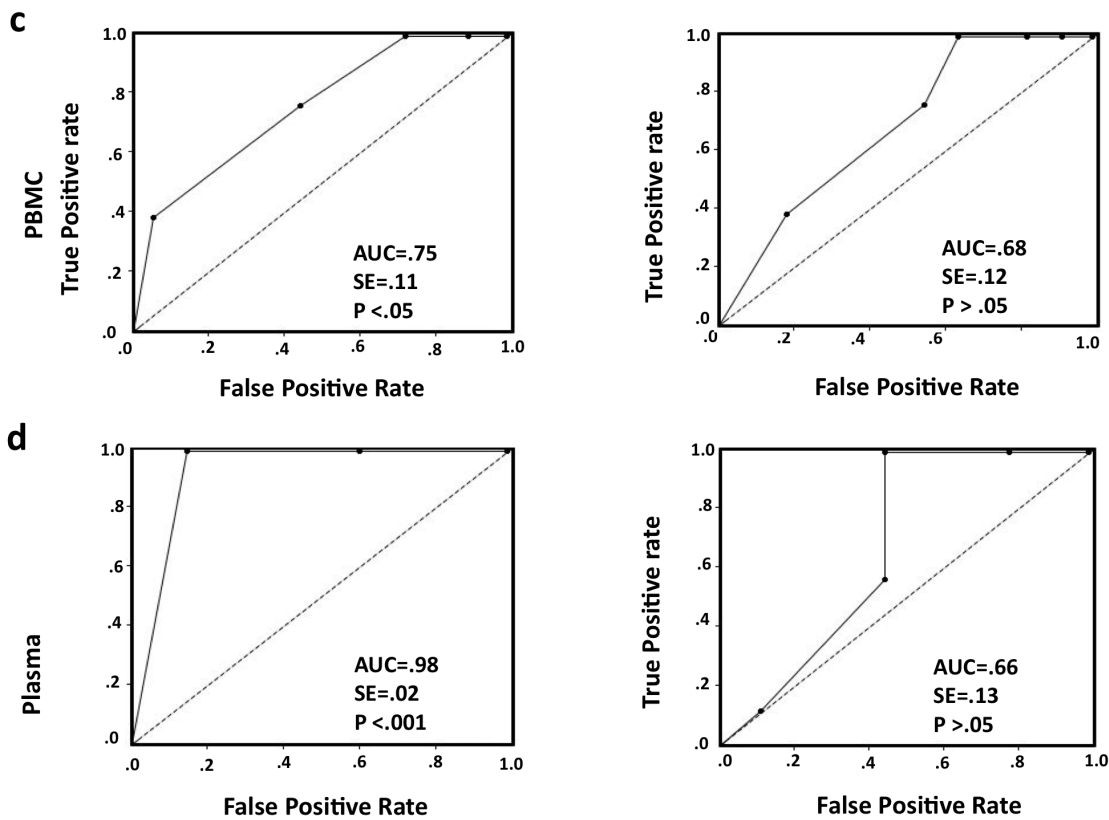 c
PBMC
True Positive rate
1.0
.8
.6
.4
.2
.0
.0 .2 .4 .6 .8 1.0
AUC=.75
SE=.11
P <.05
False Positive Rate
True Positive rate
1.0
.8
.6
.4
.2
.0
.0 .2 .4 .6 1.0
AUC=.68
SE=.12
P > .05
False Positive Rate
d
Plasma
1.0
.8
.6
.4
.2
.0
.0 .2 .4 .6 .8 1.0
AUC=.98
SE=.02
P <.001
False Positive Rate
True Positive rate
1.0
.8
.6
.4
.2
.0
.0 .2 .4 .6 .8 1.0
AUC=.66
SE=.13
P >.05
False Positive Rate